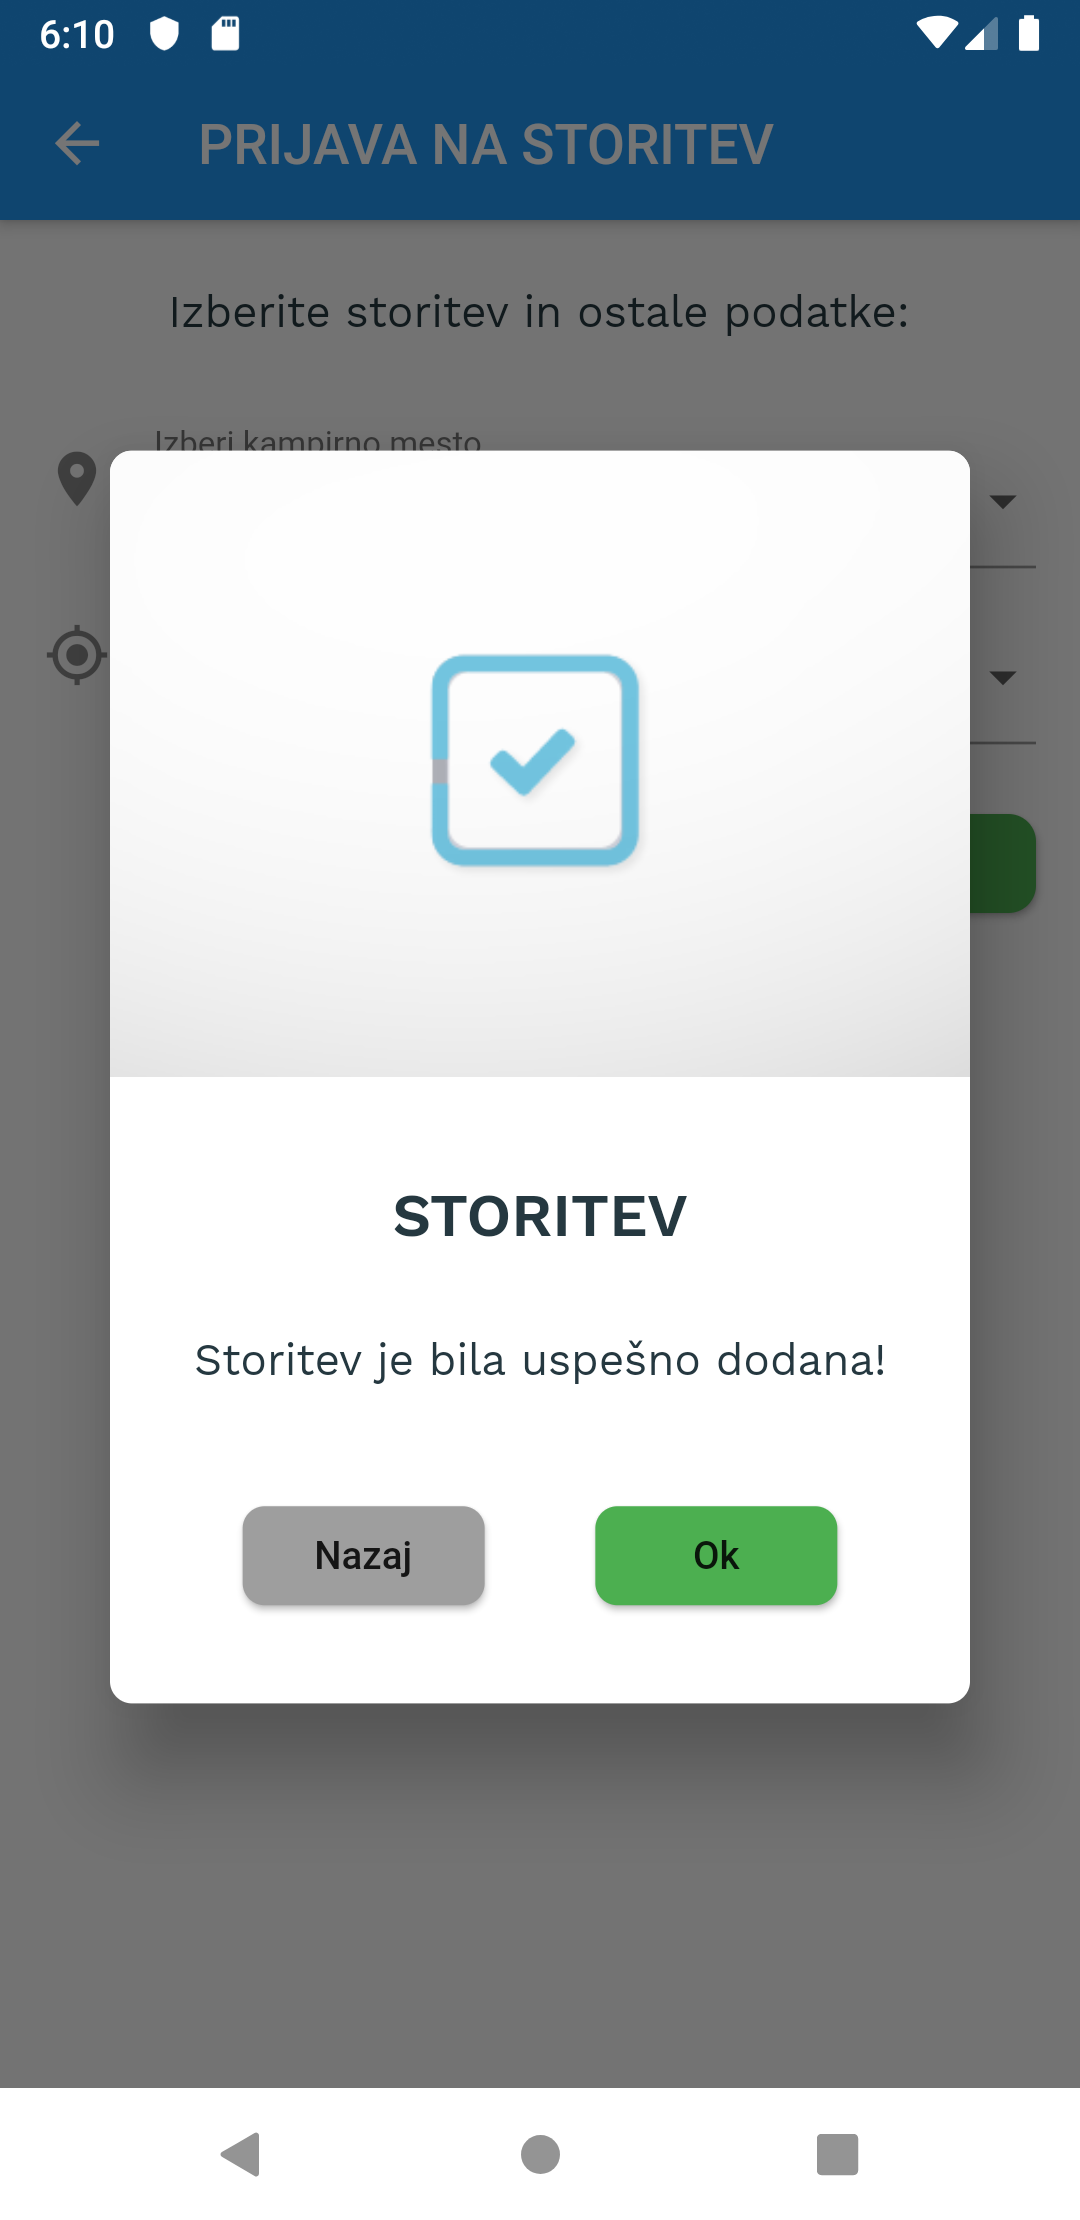 6:10
PRIJAVA NA STORITEV
Izberite storitev in ostale podatke:
Izberi kampirno mesto
STORITEV
Storitev je bila uspešno dodana!
Nazaj
Ok